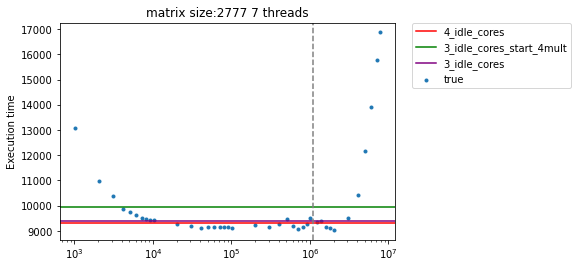 matrix size:2777 7 threads
17000
16000
15000
14000
13000
12000
11000
10000
9000
Execution time
10³
10⁴
10⁵
10⁶
10⁷
4_idle_cores
3_idle_cores_start_4mult
3_idle_cores
true